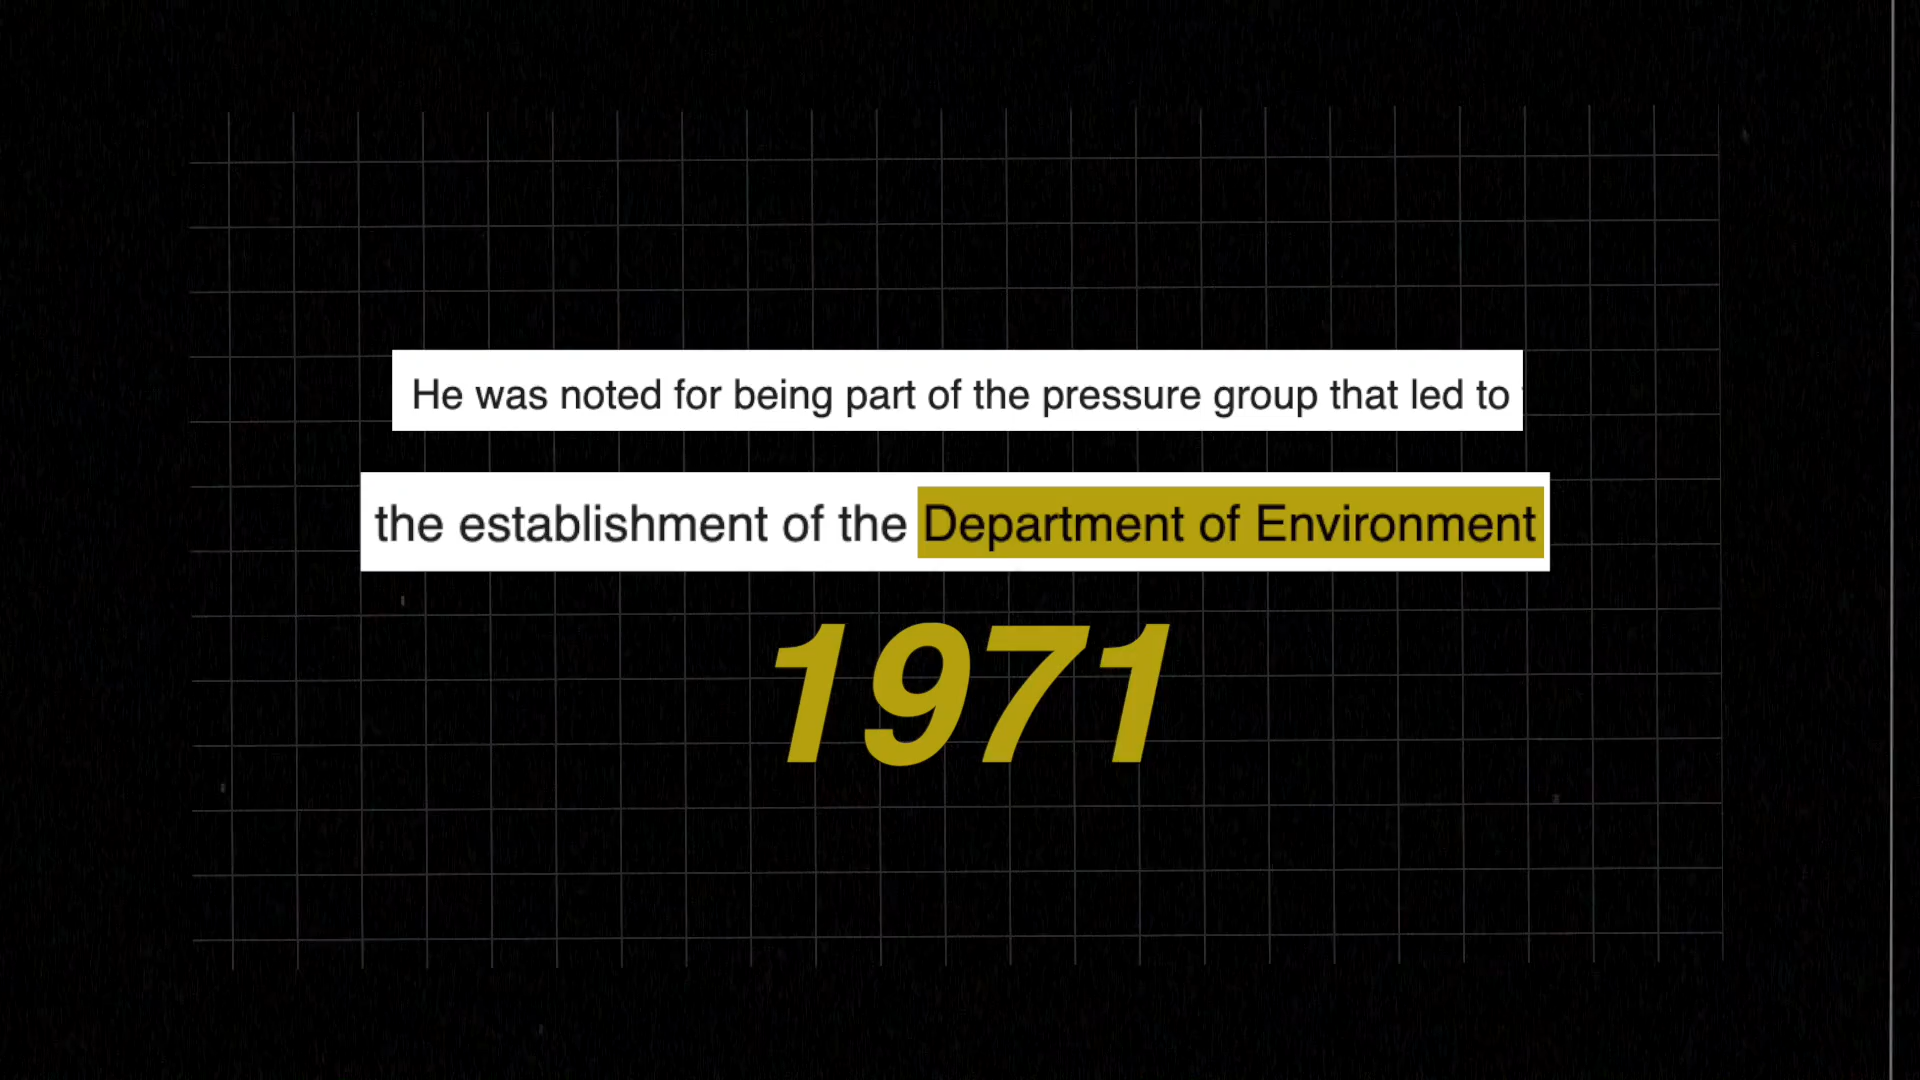 He was noted for being part of the pressure group that led to
the establishment of the Department of Environment
1971